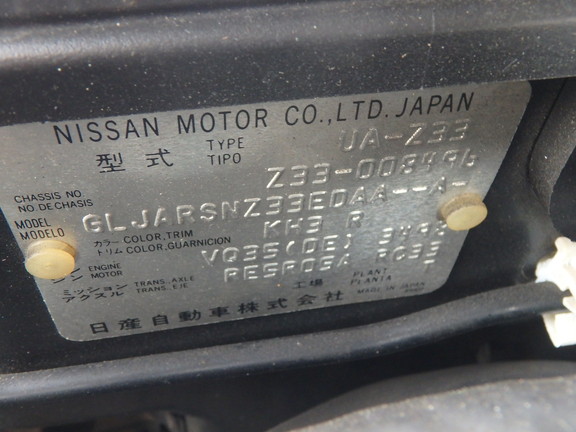 NISSAN MOTOR CO.,LTD. JAPAN
型式 TYPE TIPO UA-Z33
CHASSIS NO. NO.DE.CHASIS Z33-008496
MODEL MODELO GLJARSNZ33EDAA--A-
カラー COLOR,TRIM トリム COLOR,GUARNICION KH3 R
ENGINE MOTOR VQ35(DE)
ミッション アクスル TRANS.AXLE TRANS.EJE RE5R05A
工場 PLANT PLANTA
日産自動車株式会社 MADE IN JAPAN